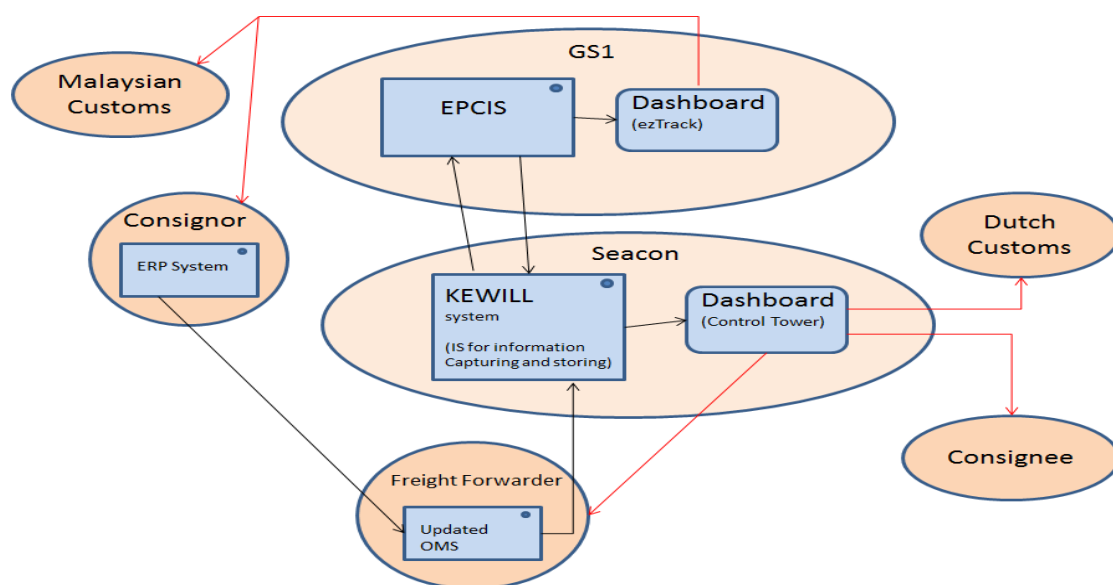 GS1
Malaysian
Customs
EPCIS
Dashboard
(ezTrack)
Consignor
ERP System
Dutch
Customs
Seacon
KEWILL
system
(IS for information
Capturing and storing)
Dashboard
(Control Tower)
Consignee
Freight Forwarder
Updated
OMS